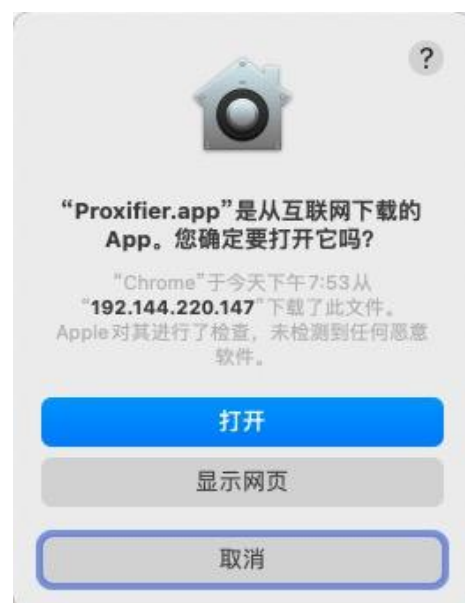 ?
“Proxifier.app”是从互联网下载的
App。您确定要打开它吗？
“Chrome”于今天下午7:53从
“192.144.220.147”下载了此文件。
Apple对其进行了检查，未检测到任何恶意
软件。
打开
显示网页
取消